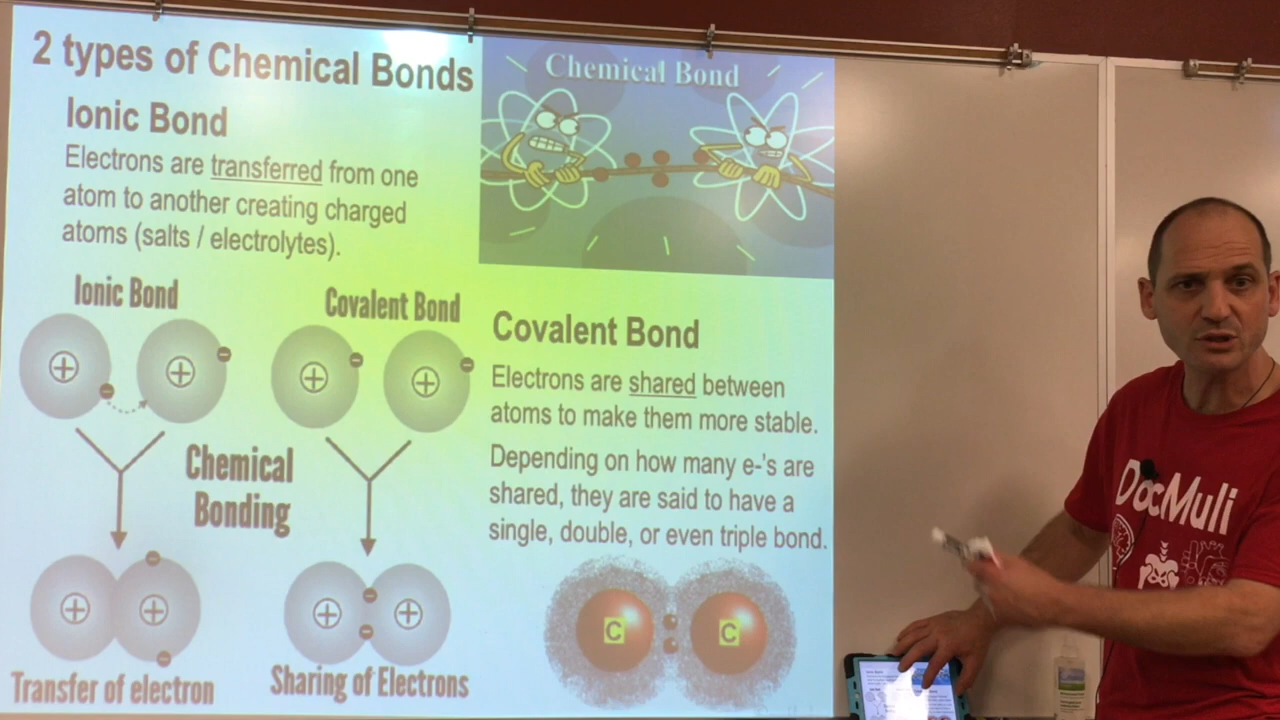 2 types of Chemical Bonds
Ionic Bond
Electrons are transferred from one
atom to another creating charged
atoms (salts / electrolytes).
Chemical Bond
Ionic Bond
Covalent Bond
Chemical
Bonding
Transfer of electron
Sharing of Electrons
Covalent Bond
Electrons are shared between
atoms to make them more stable.
Depending on how many e-'s are
shared, they are said to have a
single, double, or even triple bond.
C
C
DocMuli